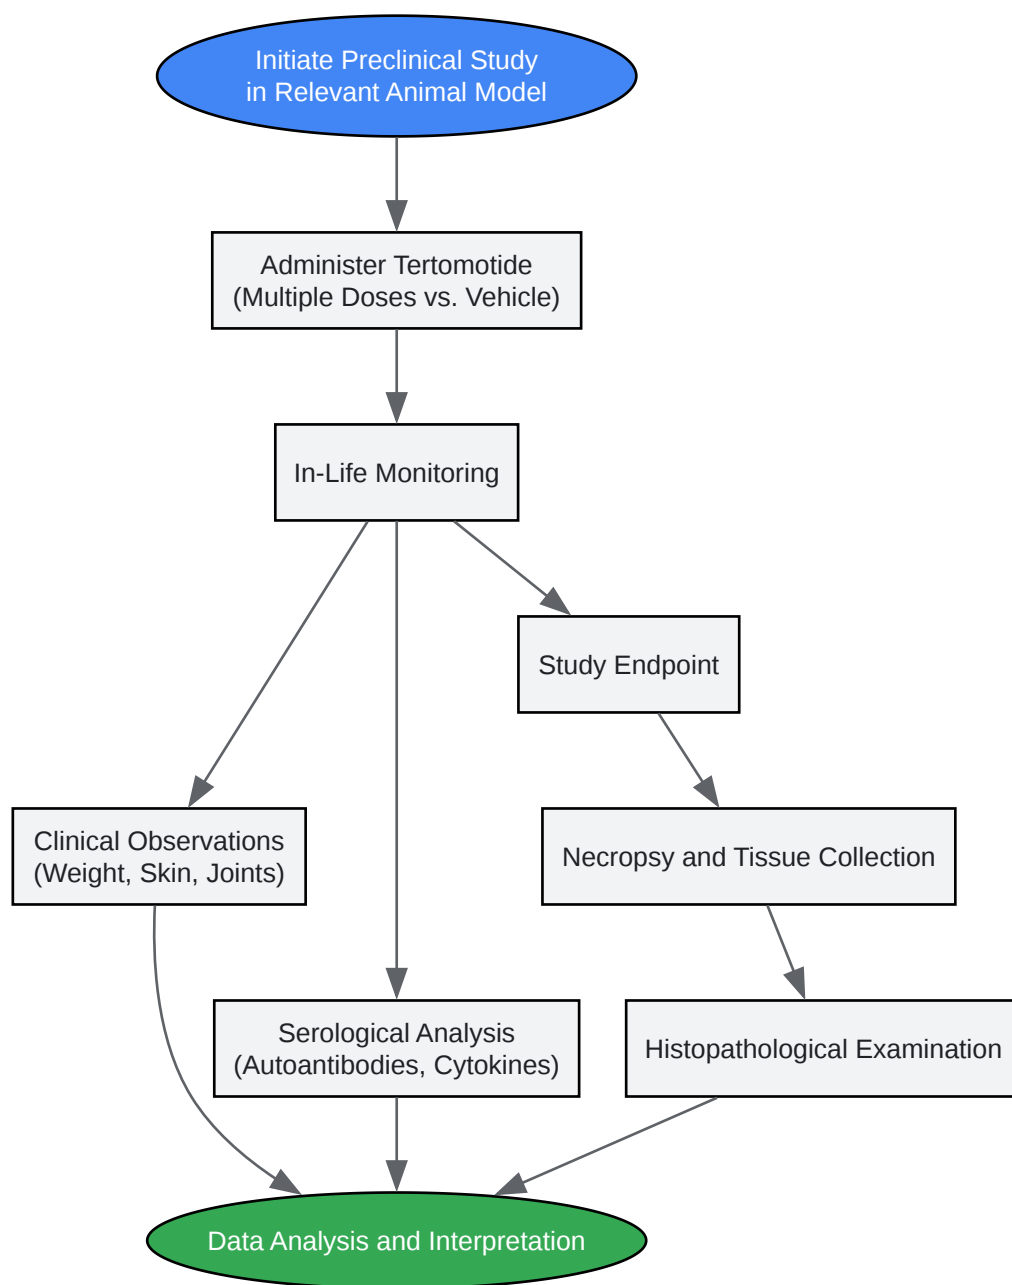 Initiate Preclinical Study
in Relevant Animal Model
Administer Tertomotide
(Multiple Doses vs. Vehicle)
In-Life Monitoring
Study Endpoint
Clinical Observations
(Weight, Skin, Joints)
Necropsy and Tissue Collection
Serological Analysis
(Autoantibodies, Cytokines)
Histopathological Examination
Data Analysis and Interpretation